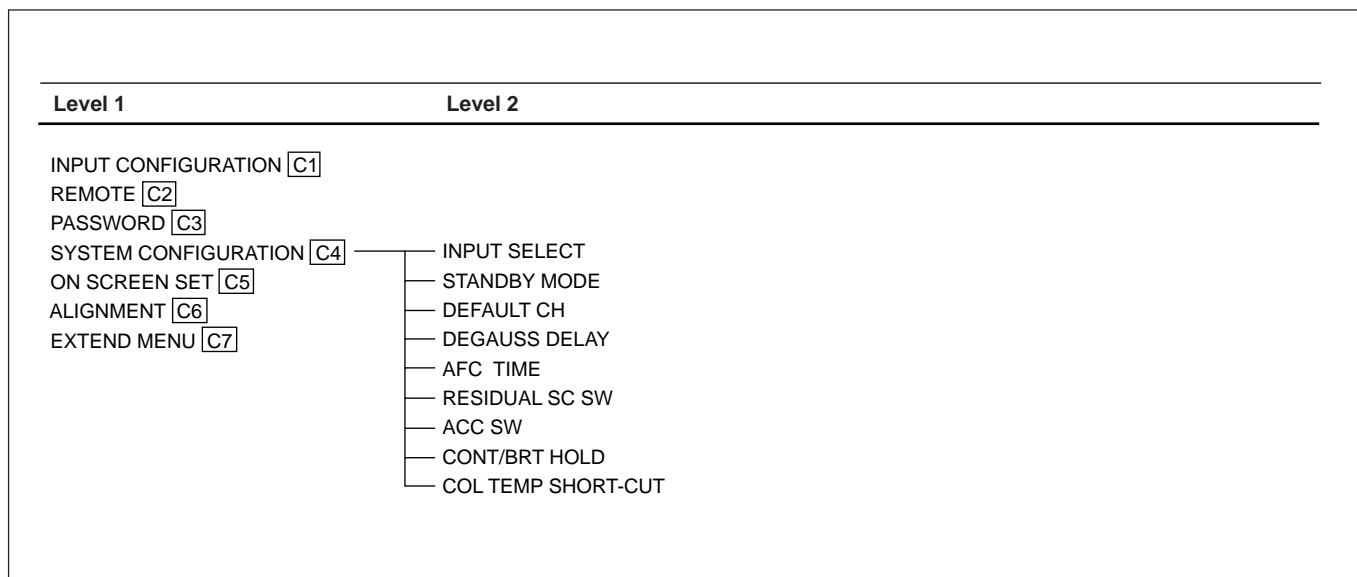 Level 1 Level 2
INPUT CONFIGURATION C1
REMOTE C2
PASSWORD C3
SYSTEM CONFIGURATION C4 INPUT SELECT
ON SCREEN SET C5 STANDBY MODE
ALIGNMENT C6 DEFAULT CH
EXTEND MENU C7 DEGAUSS DELAY
AFC TIME
RESIDUAL SC SW
ACC SW
CONT/BRT HOLD
COL TEMP SHORT-CUT